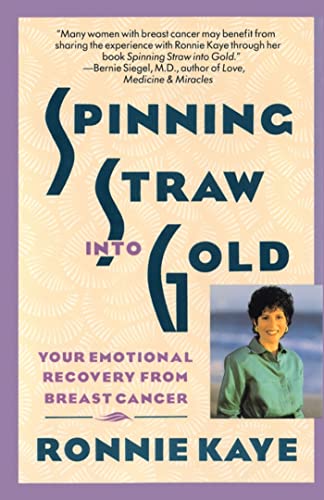 "Many women with breast cancer may benefit from
sharing the experience with Ronnie Kaye through her
book Spinning Straw into Gold."
—Bernie Siegel, M.D., author of Love,
Medicine & Miracles
SPINNING
STRAW
INTO
GOLD
YOUR EMOTIONAL
RECOVERY FROM
BREAST CANCER
RONNIE KAYE